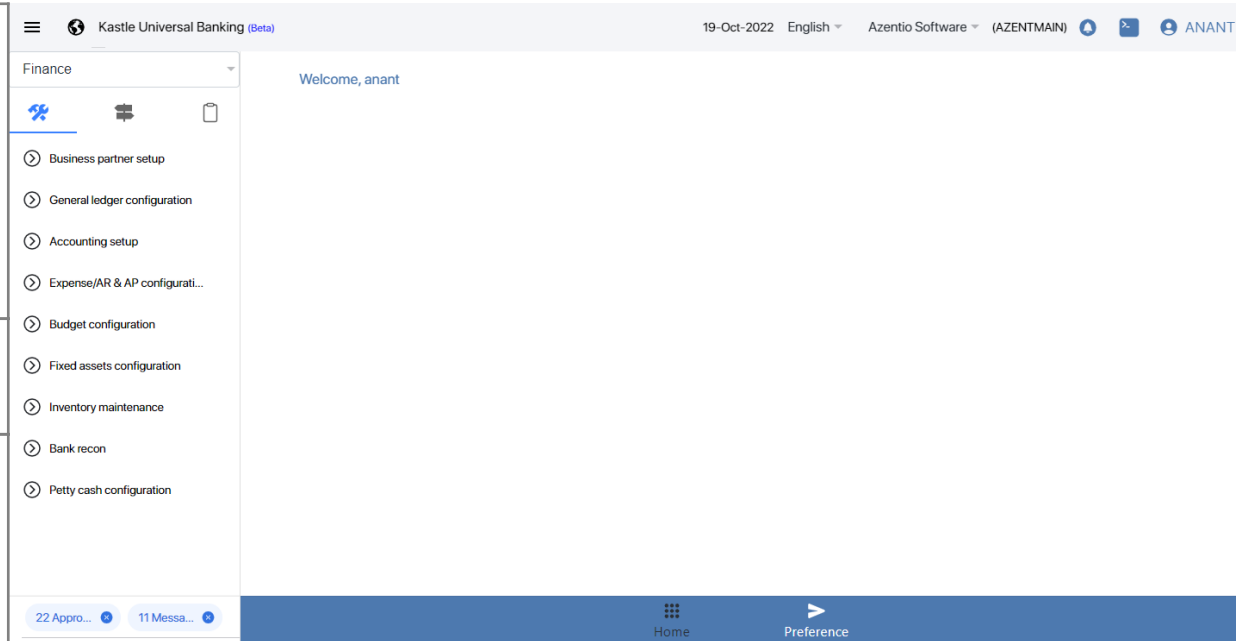 Kastle Universal Banking (Beta)
19-Oct-2022 English Azentio Software (AZENTMAIN) ANANT
Finance
Welcome, anant
Business partner setup
General ledger configuration
Accounting setup
Expense/AR & AP configurati...
Budget configuration
Fixed assets configuration
Inventory maintenance
Bank recon
Petty cash configuration
22 Appro... 11 Messa...
Home Preference